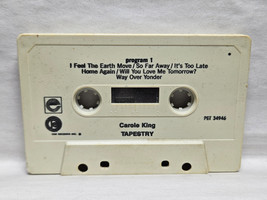 program 1
I Feel The Earth Move / So Far Away / It's Too Late
Home Again / Will You Love Me Tomorrow?
Way Over Yonder
Carole King
PET 34946
TAPESTRY